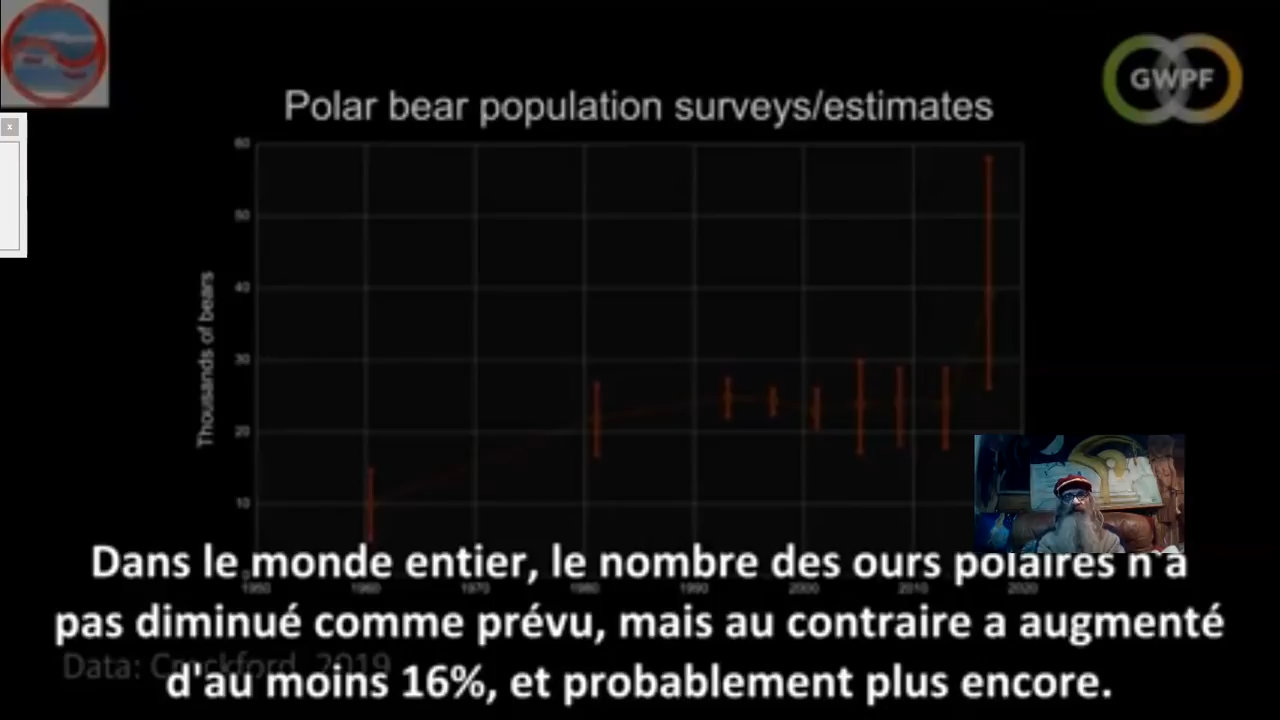 GWPF
Polar bear population surveys/estimates
x
60
50
40
30
20
10
Thousands of bears
Dans le monde entier, le nombre des ours polaires n'a
1950 1960 1970 1980 1990 2000 2010 2020
pas diminué comme prévu, mais au contraire a augmenté
Data: Crockford, 2019
d'au moins 16%, et probablement plus encore.